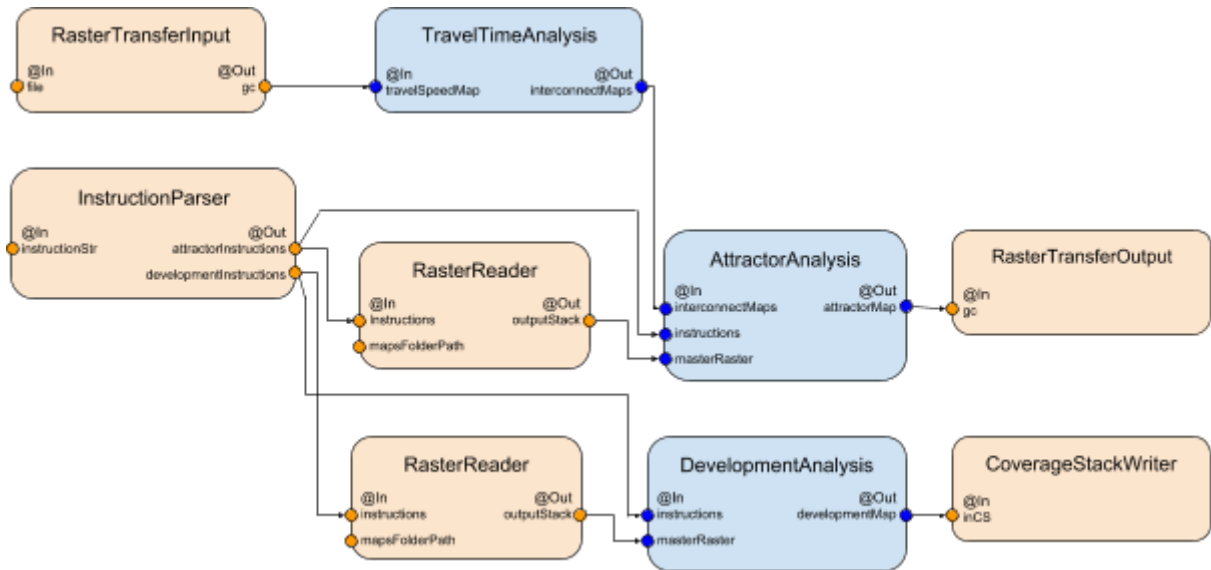 RasterTransferInput
@In
@Out
file
gc
TravelTimeAnalysis
@In
@Out
travelSpeedMap
interconnectMaps
InstructionParser
@In
@Out
instructionStr
attractorInstructions
developmentInstructions
RasterReader
@In
@Out
Instructions
outputStack
mapsFolderPath
AttractorAnalysis
@In
@Out
interconnectMaps
attractorMap
instructions
masterRaster
RasterTransferOutput
@In
gc
RasterReader
@In
@Out
instructions
outputStack
mapsFolderPath
DevelopmentAnalysis
@In
@Out
instructions
developmentMap
masterRaster
CoverageStackWriter
@In
inCS